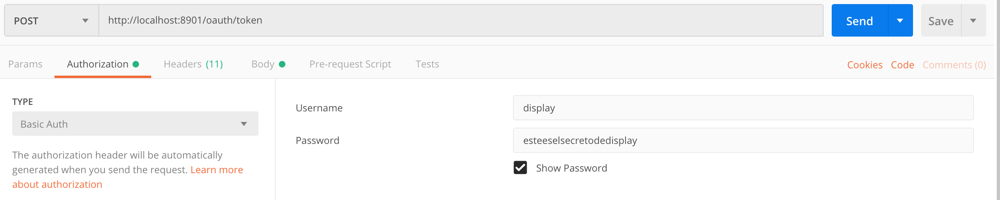 POST http://localhost:8901/oauth/token Send Save
Params Authorization Headers (11) Body Pre-request Script Tests Cookies Code Comments (0)
TYPE
Basic Auth
The authorization header will be automatically
generated when you send the request. Learn more
about authorization
Username display
Password esteeselsecretodedisplay
Show Password